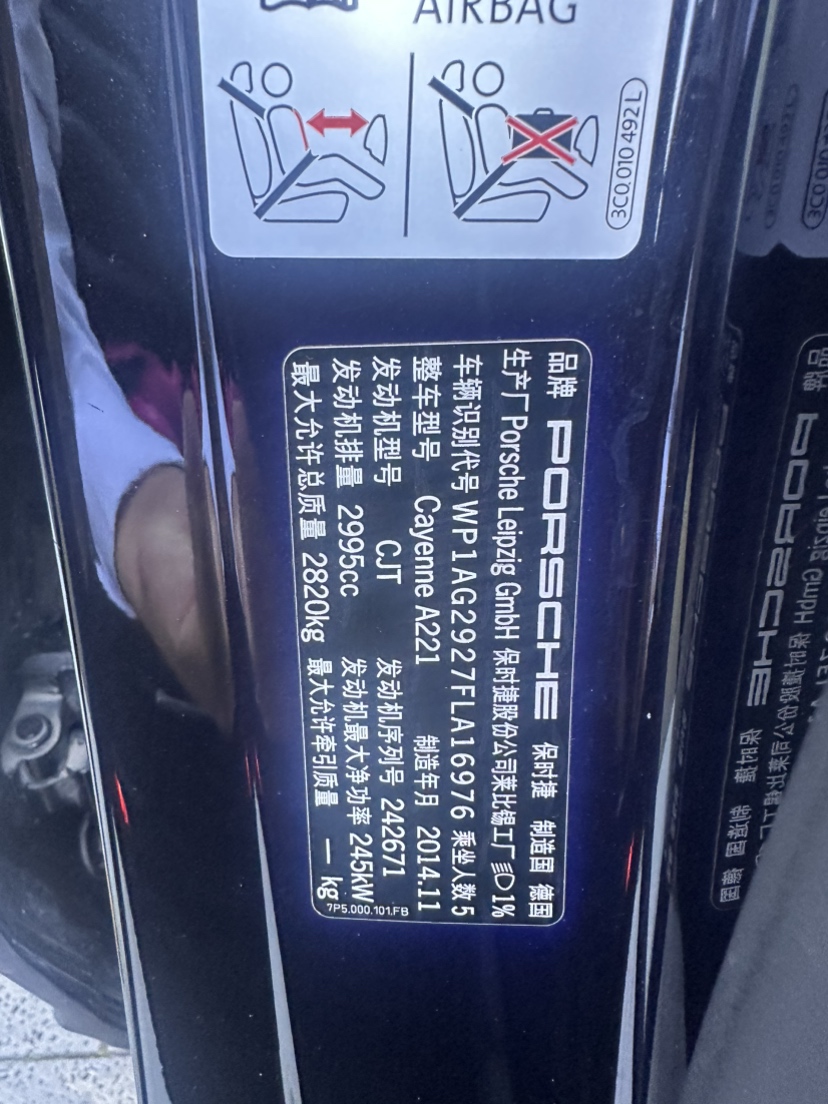 AIRBAG
3C0 010 492 L
品牌 PORSCHE 保时捷 制造国 德国
生产厂 Porsche Leipzig GmbH 保时捷股份公司莱比锡工厂 1%
车辆识别代号 WP1AG2927FLA16976 乘坐人数 5
整车型号 Cayenne A221 制造年月 2014.11
发动机型号 CJT 发动机序列号 242671
发动机排量 2995cc 发动机最大净功率 245kW
最大允许总质量 2820kg 最大允许牵引质量 — kg
7P5.000.101.FB